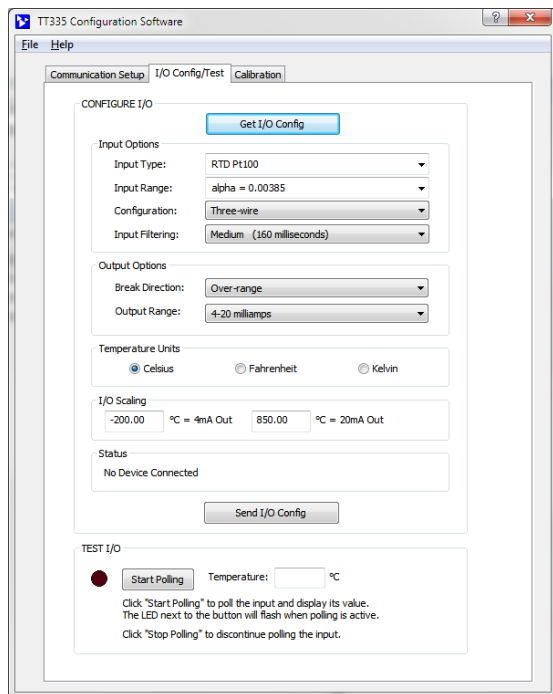 TT335 Configuration Software
?
File Help
Communication Setup I/O Config/Test Calibration
CONFIGURE I/O
Get I/O Config
Input Options
Input Type: RTD Pt100
Input Range: alpha = 0.00385
Configuration: Three-wire
Input Filtering: Medium (160 milliseconds)
Output Options
Break Direction: Over-range
Output Range: 4-20 milliamps
Temperature Units
Celsius Fahrenheit Kelvin
I/O Scaling
-200.00 ºC = 4mA Out 850.00 ºC = 20mA Out
Status
No Device Connected
Send I/O Config
TEST I/O
Start Polling Temperature: ºC
Click "Start Polling" to poll the input and display its value.
The LED next to the button will flash when polling is active.
Click "Stop Polling" to discontinue polling the input.